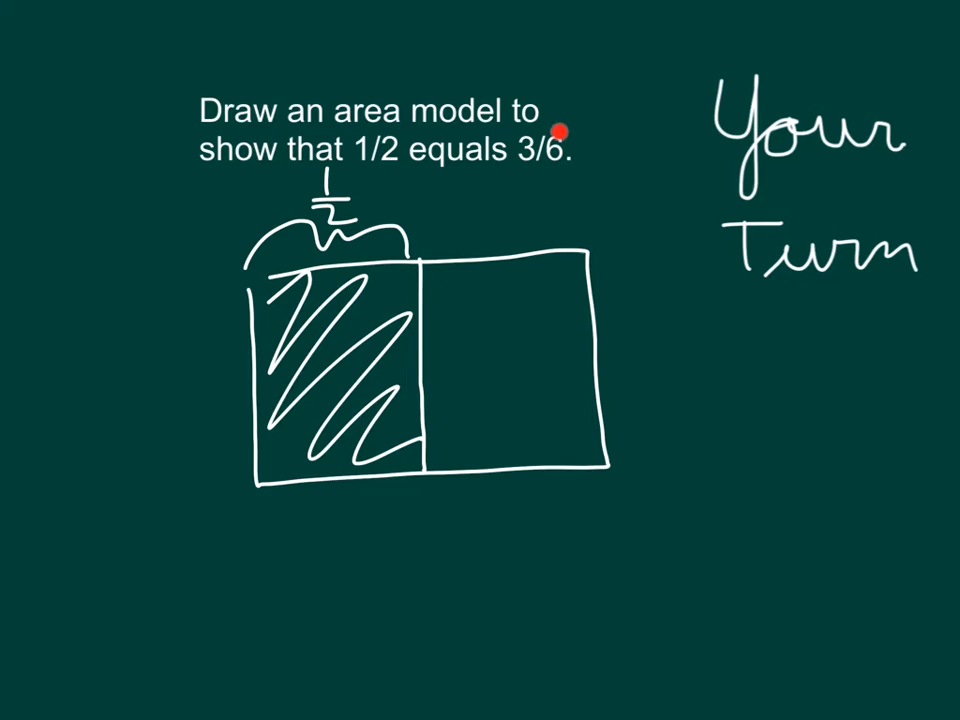 Draw an area model to
show that 1/2 equals 3/6.
1/2
Your
Turn